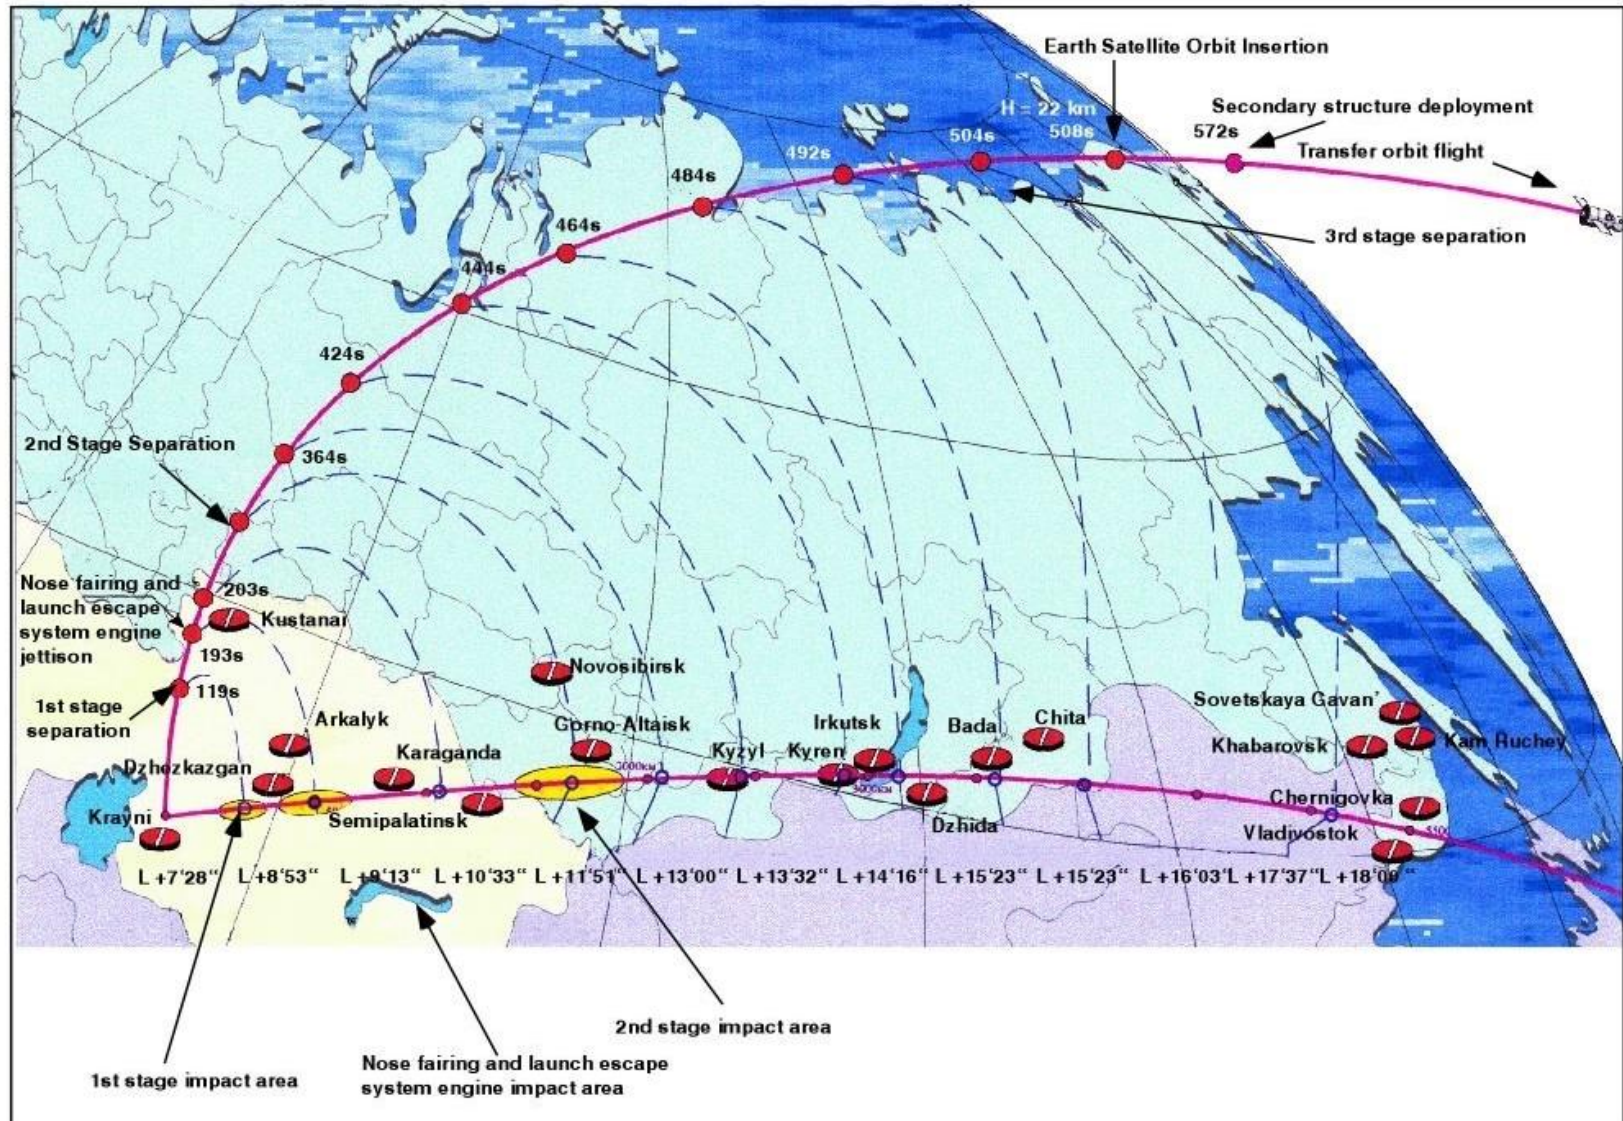 Earth Satellite Orbit Insertion
H = 22 km
Secondary structure deployment
504s
508s
572s
492s
Transfer orbit flight
484s
464s
3rd stage separation
444s
424s
2nd Stage Separation
364s
Nose fairing and
launch escape
system engine
jettison
203s
Kustanai
193s
Novosibirsk
119s
1st stage
separation
Sovetskaya Gavan’
Arkalyk
Gorno-Altaisk
Irkutsk
Bada
Chita
Karaganda
Khabarovsk
Kam Ruchey
Dzhezkazgan
Kyzyl
Kyren
Krayni
Semipalatinsk
Dzhida
Chernigovka
Vladivostok
L +7‘28“
L +8‘53“
L +9‘13“
L +10‘33“
L +11‘51“
L +13‘00“
L +13‘32“
L +14‘16“
L +15‘23“
L +15‘23“
L +16‘03‘
L +17‘37“
L +18‘09“
2nd stage impact area
1st stage impact area
Nose fairing and launch escape
system engine impact area